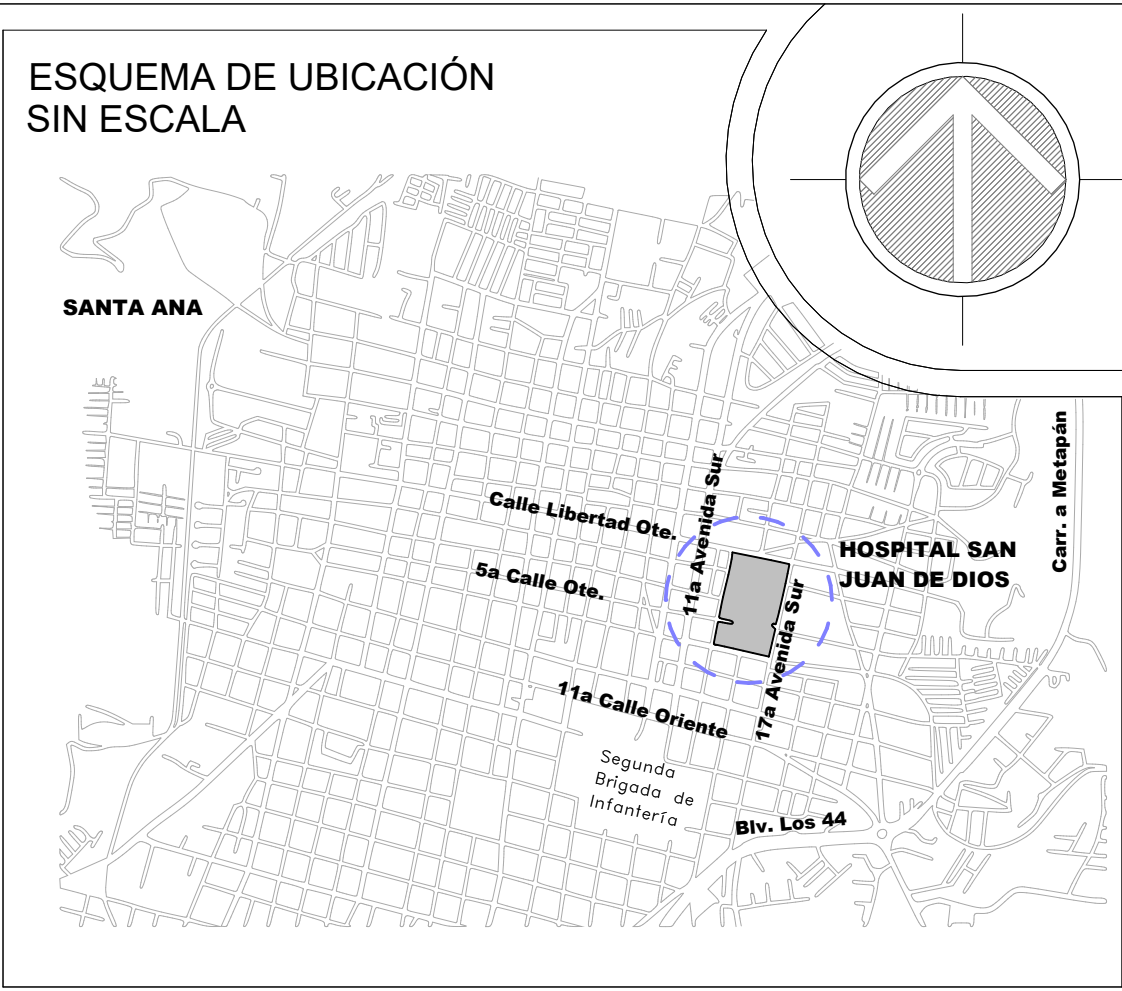 ESQUEMA DE UBICACIÓN
SIN ESCALA
SANTA ANA
Carr. a Metapán
11a Avenida Sur
Calle Libertad Ote.
HOSPITAL SAN
JUAN DE DIOS
5a Calle Ote.
17a Avenida Sur
11a Calle Oriente
Segunda
Brigada de
Infantería
Blv. Los 44